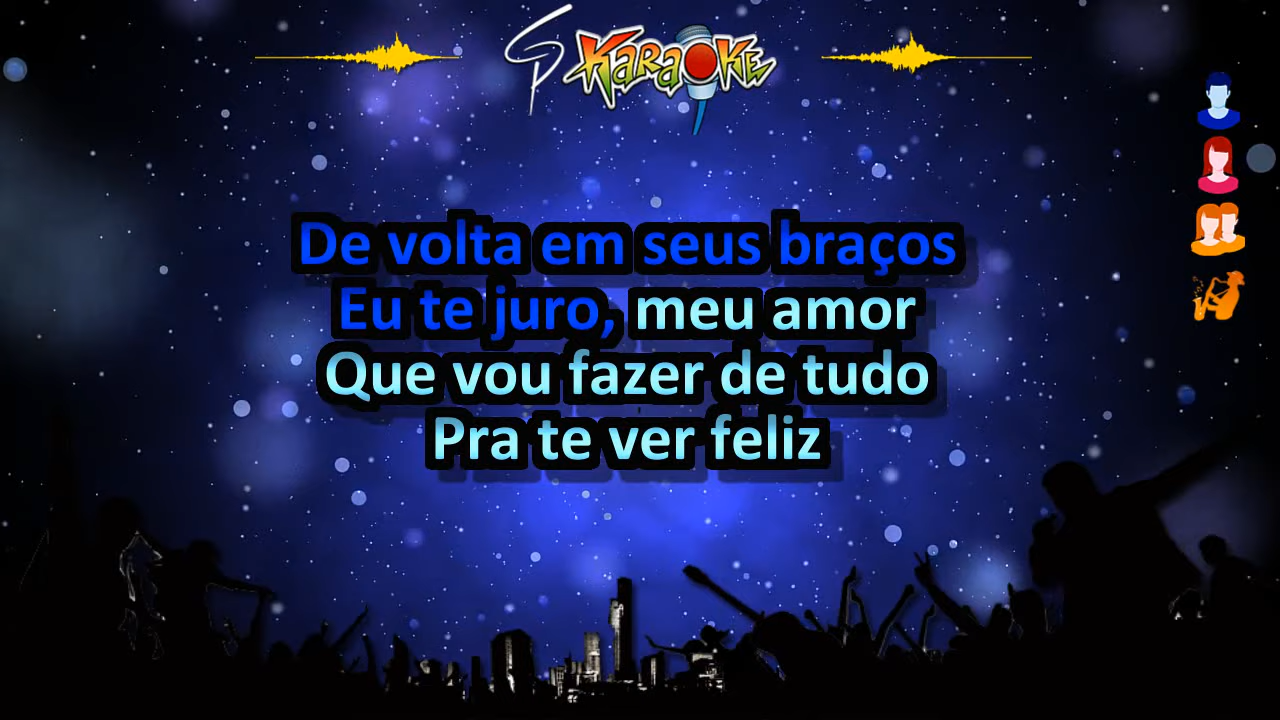 GP KaraoKe
De volta em seus braços
Eu te juro, meu amor
Que vou fazer de tudo
Pra te ver feliz